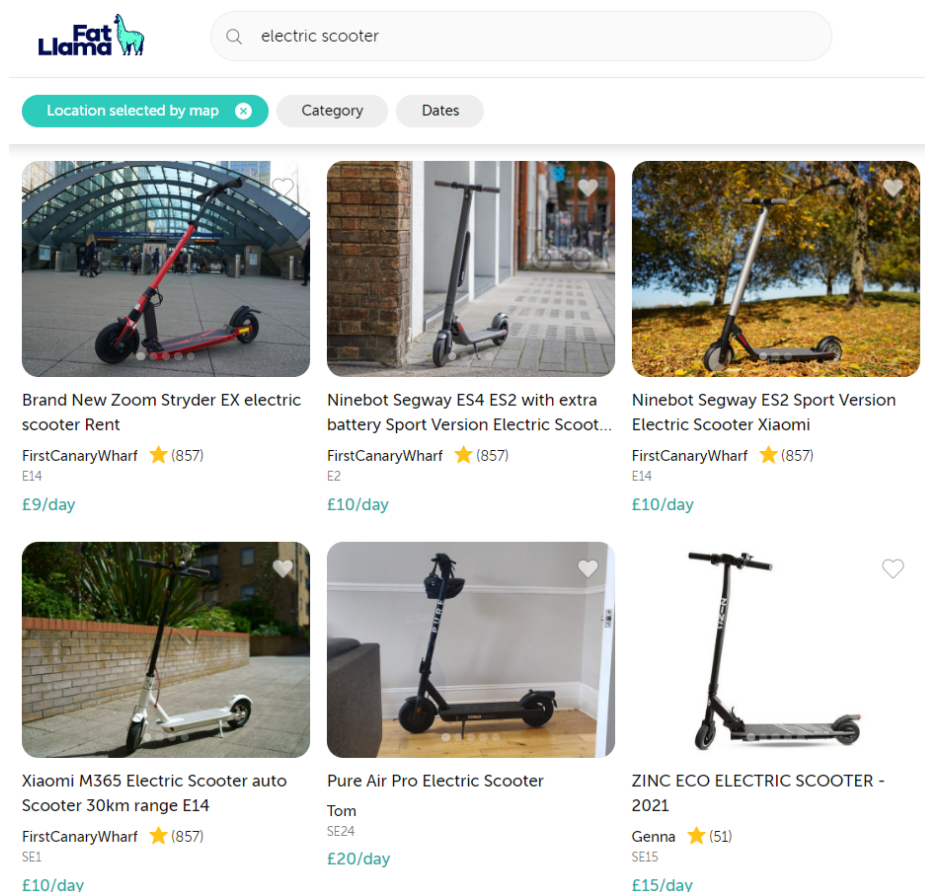 Fat
Llama
electric scooter
Location selected by map
Category
Dates
Brand New Zoom Stryder EX electric
scooter Rent
FirstCanaryWharf (857)
E14
£9/day
Ninebot Segway ES4 ES2 with extra
battery Sport Version Electric Scoot...
FirstCanaryWharf (857)
E2
£10/day
Ninebot Segway ES2 Sport Version
Electric Scooter Xiaomi
FirstCanaryWharf (857)
E14
£10/day
Xiaomi M365 Electric Scooter auto
Scooter 30km range E14
FirstCanaryWharf (857)
SE1
£10/day
PURE
Pure Air Pro Electric Scooter
Tom
SE24
£20/day
ZINC
ZINC ECO ELECTRIC SCOOTER -
2021
Genna (51)
SE15
£15/day